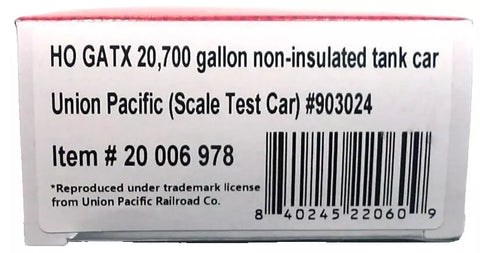 HO GATX 20,700 gallon non-insulated tank car
Union Pacific (Scale Test Car) #903024
Item # 20 006 978
*Reproduced under trademark license
from Union Pacific Railroad Co.
8 40245 22060 9